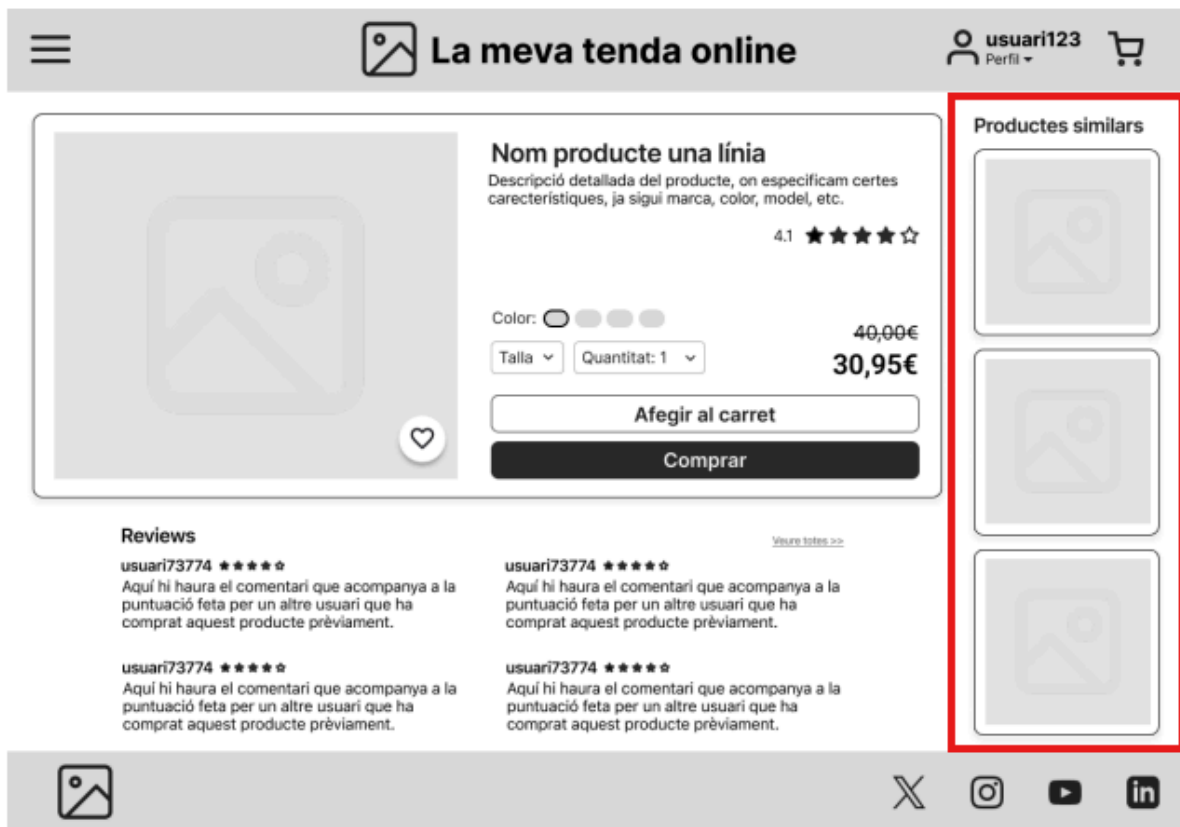 La meva tenda online
usuari123
Perfil
Nom producte una línia
Descripció detallada del producte, on especificam certes
carecterístiques, ja sigui marca, color, model, etc.
4.1
Color:
Talla
Quantitat: 1
40,00€
30,95€
Afegir al carret
Comprar
Productes similars
Reviews
Veure totes >>
usuari73774
Aquí hi haura el comentari que acompanya a la
puntuació feta per un altre usuari que ha
comprat aquest producte prèviament.
usuari73774
Aquí hi haura el comentari que acompanya a la
puntuació feta per un altre usuari que ha
comprat aquest producte prèviament.
usuari73774
Aquí hi haura el comentari que acompanya a la
puntuació feta per un altre usuari que ha
comprat aquest producte prèviament.
usuari73774
Aquí hi haura el comentari que acompanya a la
puntuació feta per un altre usuari que ha
comprat aquest producte prèviament.